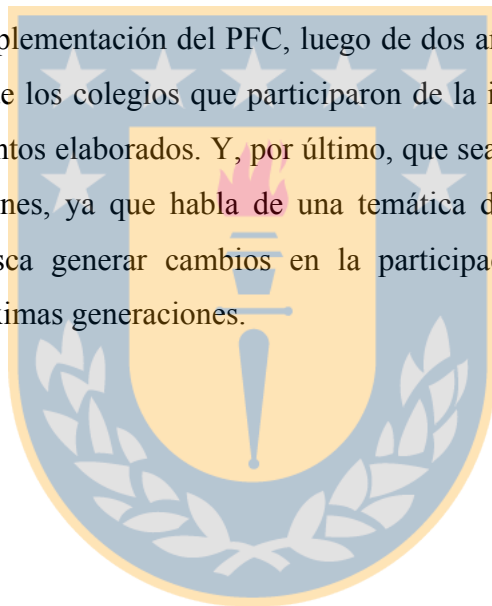 plementación del PFC, luego de dos a
e los colegios que participaron de la i
ntos elaborados. Y, por último, que sea
nes, ya que habla de una temática d
sca generar cambios en la participa
ximas generaciones.